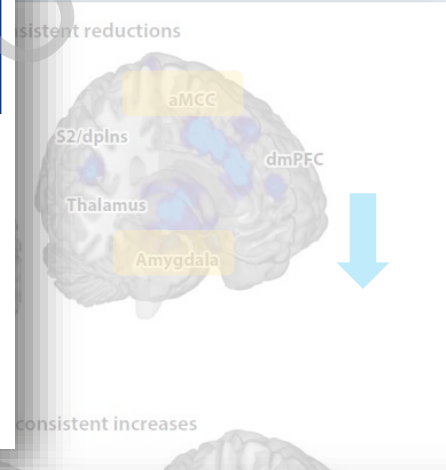 sistent reductions
aMCC
S2/dpIns
dmPFC
Thalamus
Amygdala
consistent increases